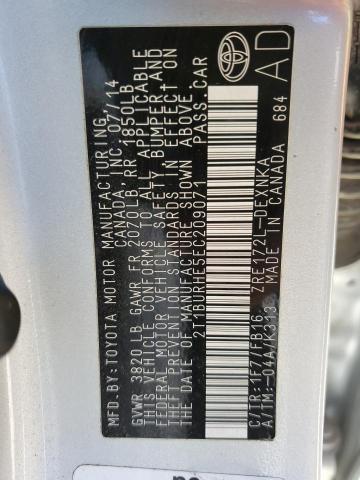 MFD.BY:TOYOTA MOTOR MANUFACTURING,
CANADA, INC. 07/14
GVWR 3820 LB GAWR FR 2020LB, RR 1850LB
THIS VEHICLE CONFORMS TO ALL APPLICABLE
FEDERAL MOTOR VEHICLE SAFETY, BUMPER AND
THEFT PREVENTION STANDARDS IN EFFECT ON
THE DATE OF MANUFACTURE SHOWN ABOVE.
2T1BURHE5EC209071 PASS.CAR
C/TR:1F7/FB16 ZRE172L-DEXNKA
A/TM:-04A/K313 MADE IN CANADA 684
TOYOTA
AD